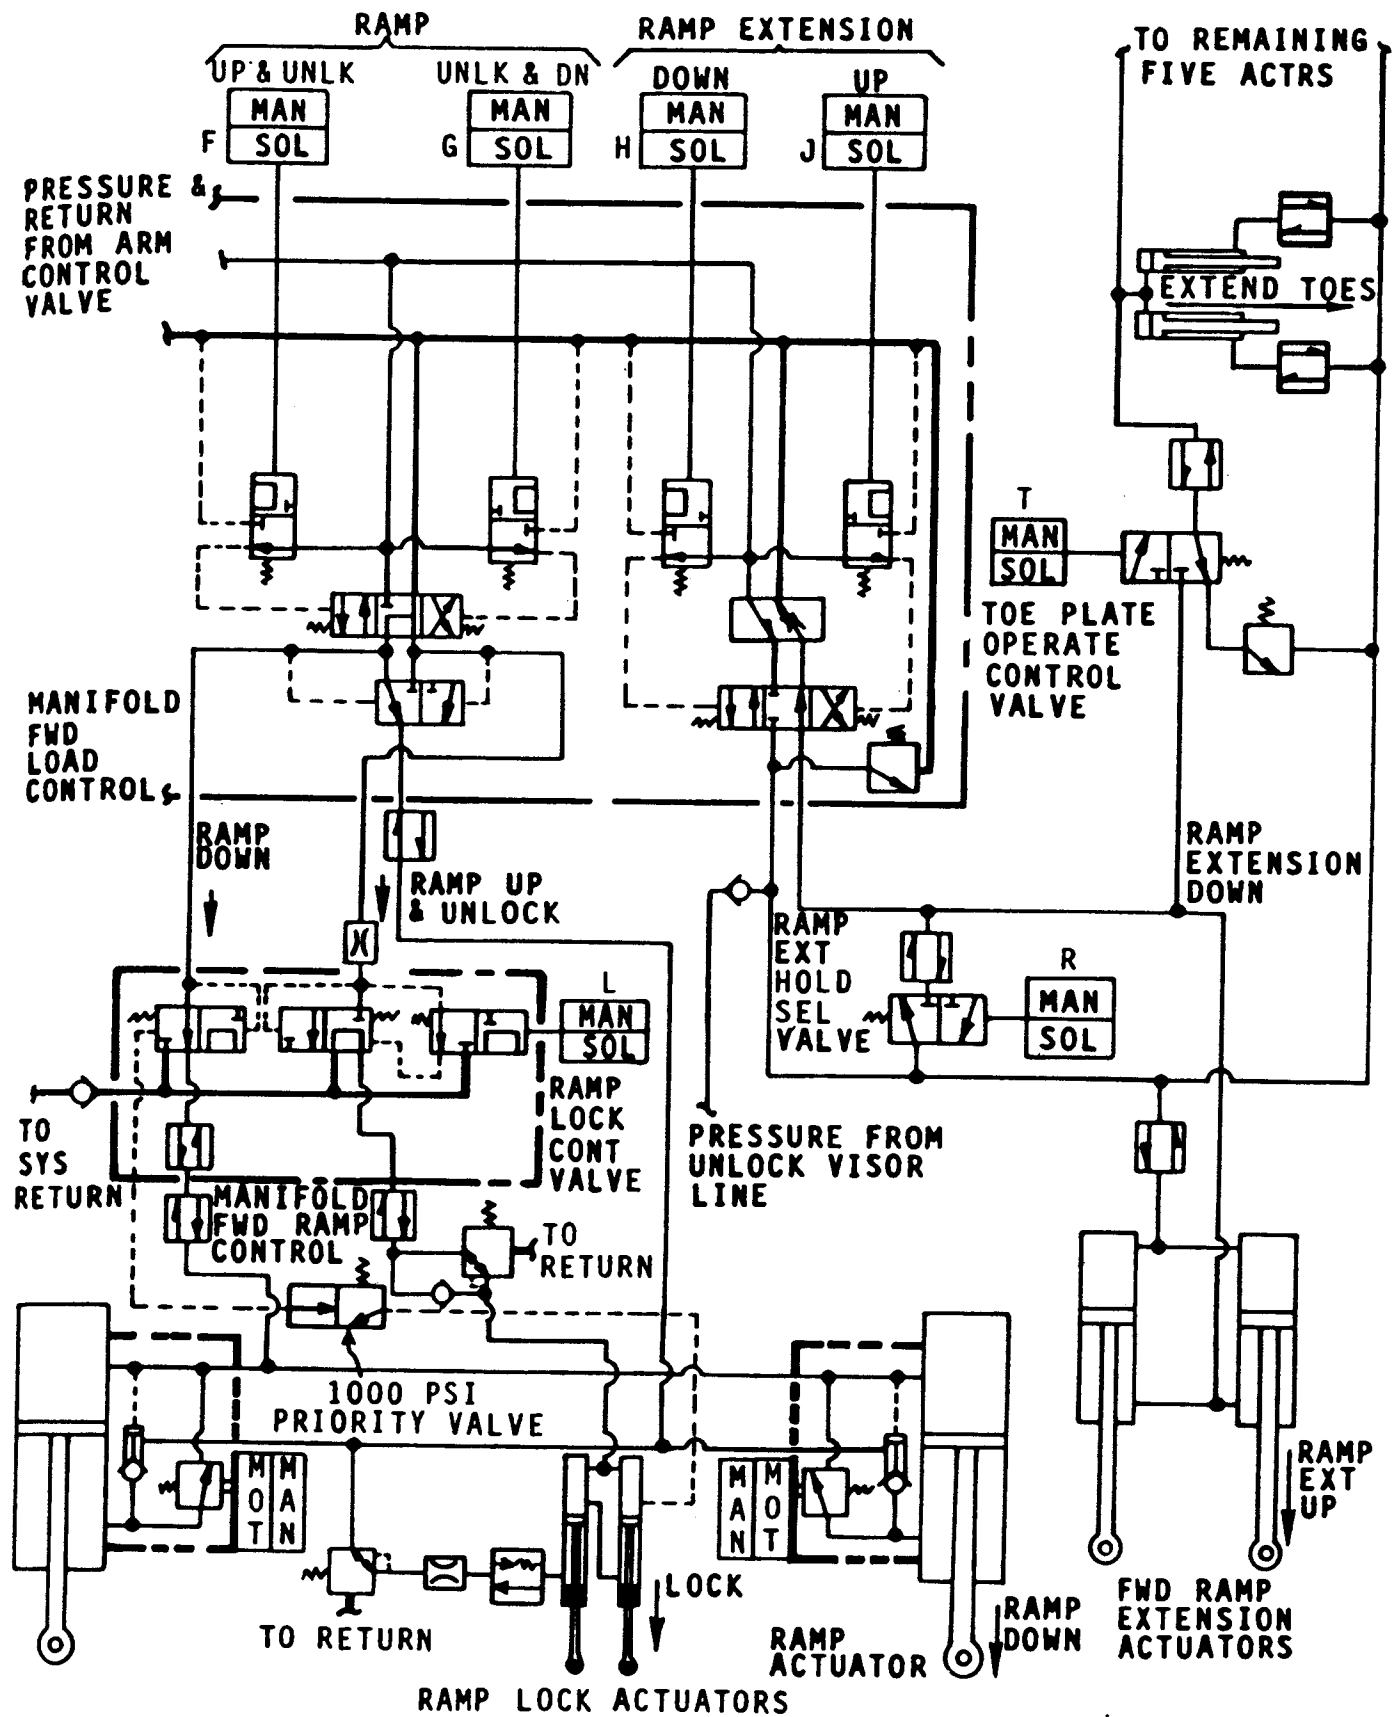 RAMP
RAMP EXTENSION
TO REMAINING
FIVE ACTRS
UP & UNLK
UNLK & DN
DOWN
UP
MAN
SOL
F
MAN
SOL
G
MAN
SOL
H
MAN
SOL
J
PRESSURE &
RETURN
FROM ARM
CONTROL
VALVE
EXTEND TOES
T
MAN
SOL
TOE PLATE
OPERATE
CONTROL
VALVE
MANIFOLD
FWD
LOAD
CONTROL
RAMP
DOWN
RAMP UP
& UNLOCK
RAMP
EXTENSION
DOWN
RAMP
EXT
HOLD
SEL
VALVE
R
MAN
SOL
L
MAN
SOL
RAMP
LOCK
CONT
VALVE
TO
SYS
RETURN
PRESSURE FROM
UNLOCK VISOR
LINE
MANIFOLD
FWD RAMP
CONTROL
TO
RETURN
1000 PSI
PRIORITY VALVE
MOT
MAN
MAN
MOT
RAMP
EXT
UP
LOCK
TO RETURN
RAMP
ACTUATOR
RAMP
DOWN
FWD RAMP
EXTENSION
ACTUATORS
RAMP LOCK ACTUATORS